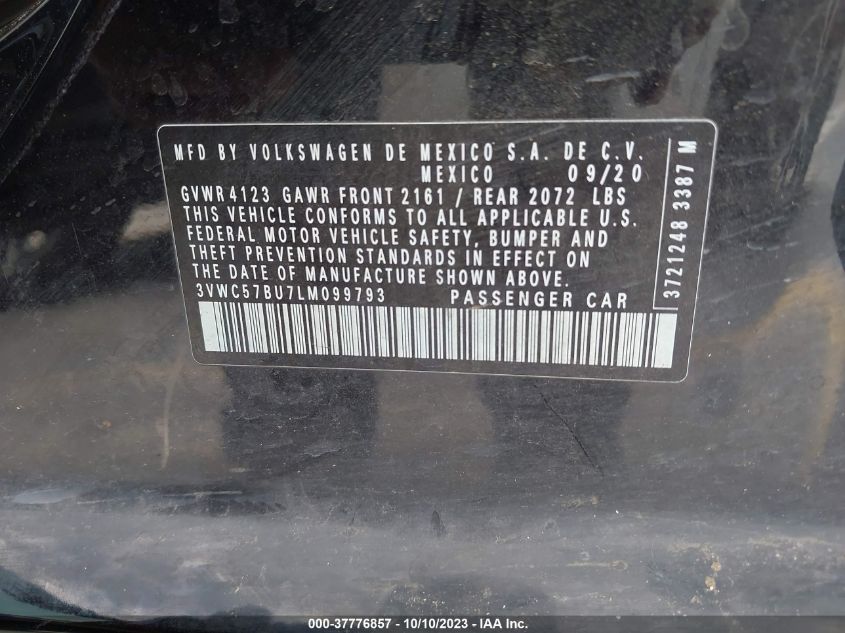 MFD BY VOLKSWAGEN DE MEXICO S.A. DE C.V.
MEXICO 09/20
GVWR 4123 GAWR FRONT 2161 / REAR 2072 LBS
THIS VEHICLE CONFORMS TO ALL APPLICABLE U.S.
FEDERAL MOTOR VEHICLE SAFETY, BUMPER AND
THEFT PREVENTION STANDARDS IN EFFECT ON
THE DATE OF MANUFACTURE SHOWN ABOVE.
3VWC57BU7LM099793 PASSENGER CAR
3721248 3387 M
000-37776857 - 10/10/2023 - IAA Inc.